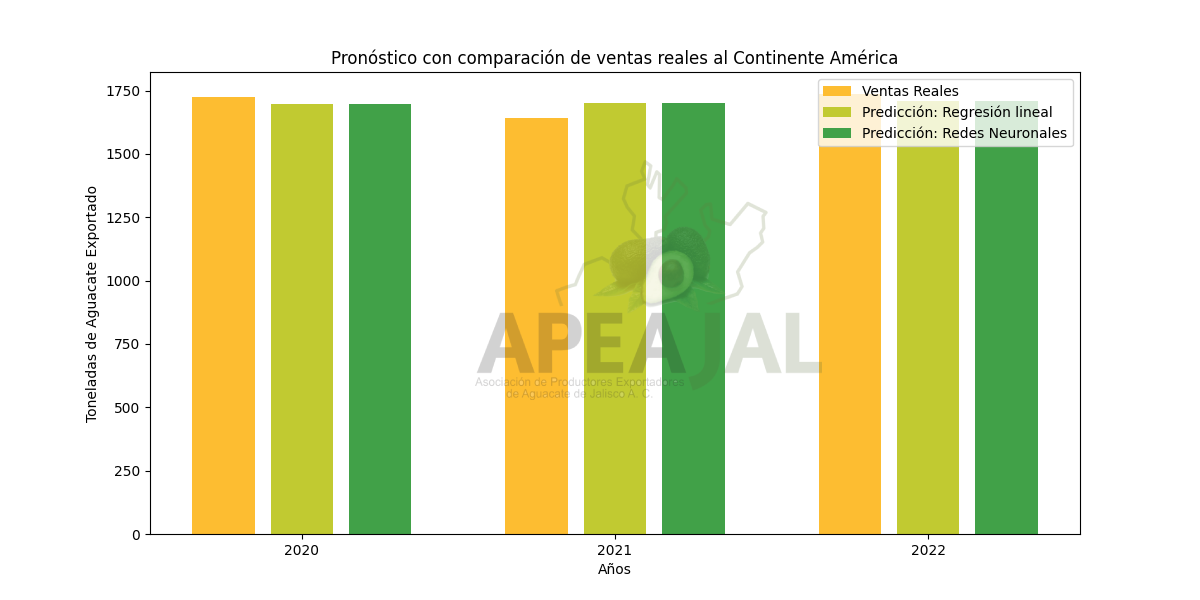 Pronóstico con comparación de ventas reales al Continente América
Ventas Reales
Predicción: Regresión lineal
Predicción: Redes Neuronales
Toneladas de Aguacate Exportado
1750
1500
1250
1000
750
500
250
0
APEAJAL
Asociación de Productores Exportadores
de Aguacate de Jalisco A. C.
2020
2021
2022
Años